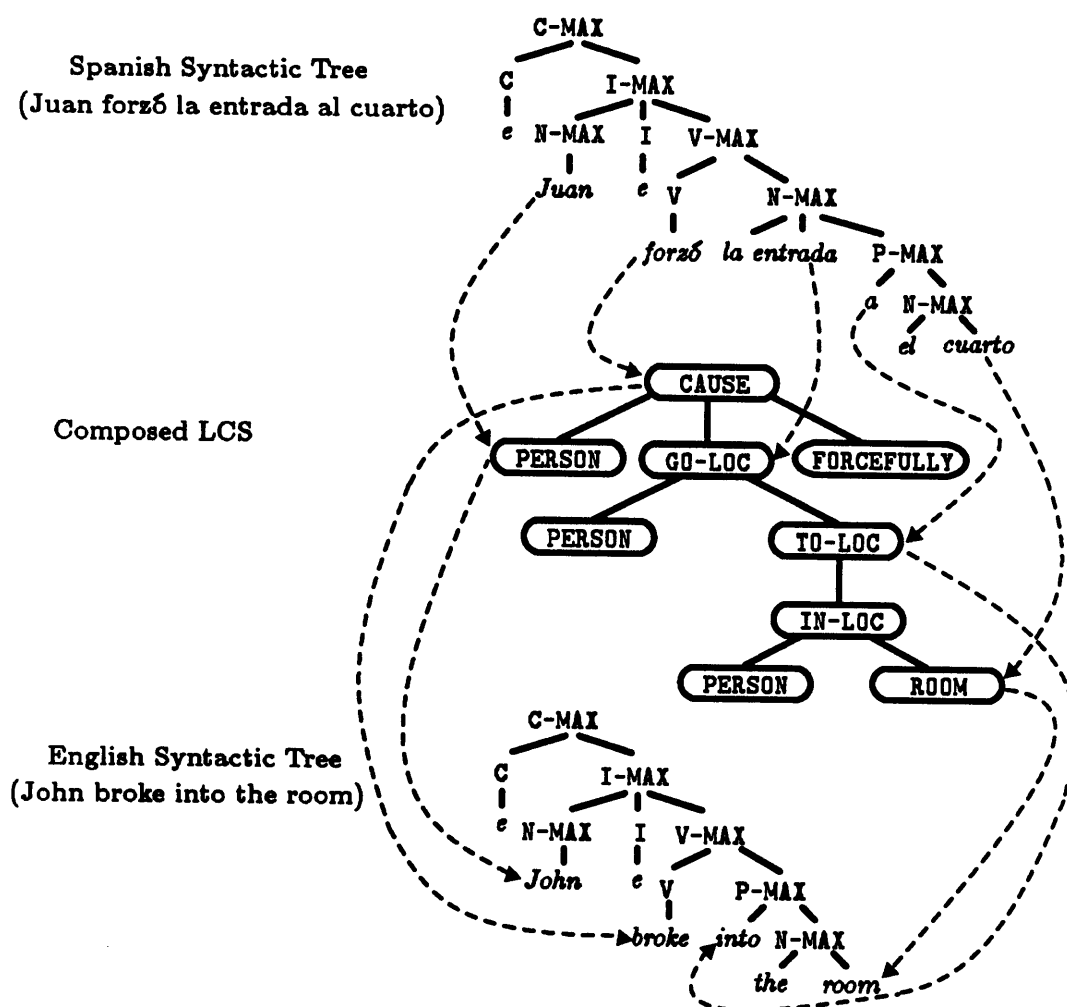 C-MAX
Spanish Syntactic Tree
C I-MAX
(Juan forzó la entrada al cuarto)
e N-MAX I V-MAX
Juan e V N-MAX
forzó la entrada P-MAX
a N-MAX
el cuarto
CAUSE
Composed LCS
PERSON GO-LOC FORCEFULLY
PERSON TO-LOC
IN-LOC
PERSON ROOM
C-MAX
English Syntactic Tree
C I-MAX
(John broke into the room)
e N-MAX I V-MAX
John e V P-MAX
broke into N-MAX
the room